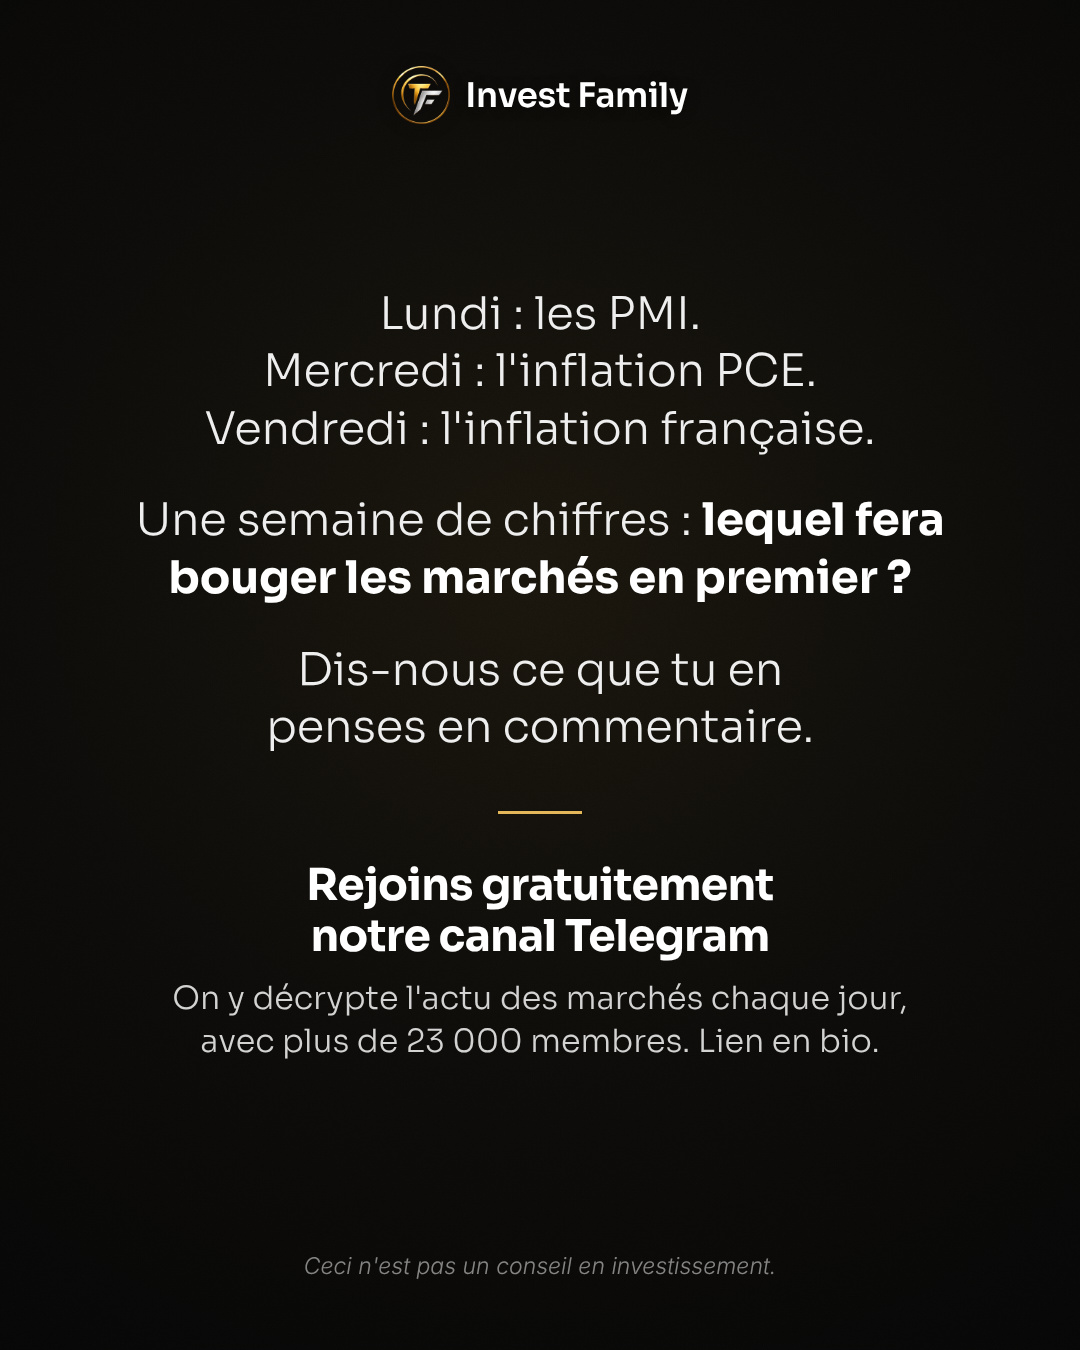 TF Invest Family
Lundi : les PMI.
Mercredi : l'inflation PCE.
Vendredi : l'inflation française.
Une semaine de chiffres : lequel fera
bouger les marchés en premier ?
Dis-nous ce que tu en
penses en commentaire.
Rejoins gratuitement
notre canal Telegram
On y décrypte l'actu des marchés chaque jour,
avec plus de 23 000 membres. Lien en bio.
Ceci n'est pas un conseil en investissement.